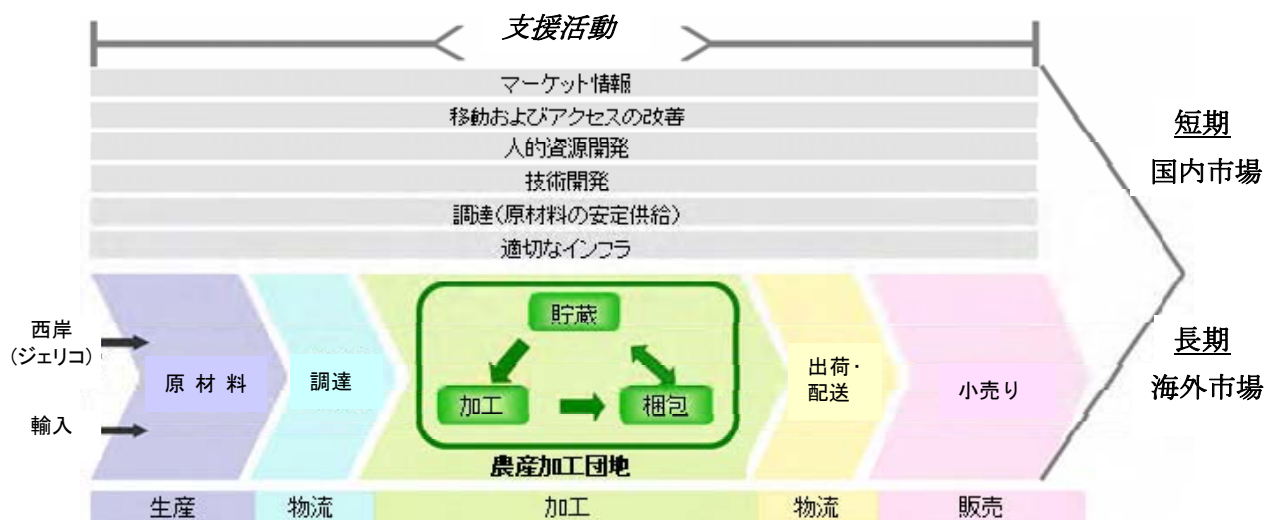 支援活動
マーケット情報
移動およびアクセスの改善
人的資源開発
技術開発
調達(原材料の安定供給)
適切なインフラ
短期
国内市場
西岸
(ジェリコ)
輸入
原材料
調達
貯蔵
加工
梱包
農産加工団地
出荷・
配送
小売り
長期
海外市場
生産
物流
加工
物流
販売